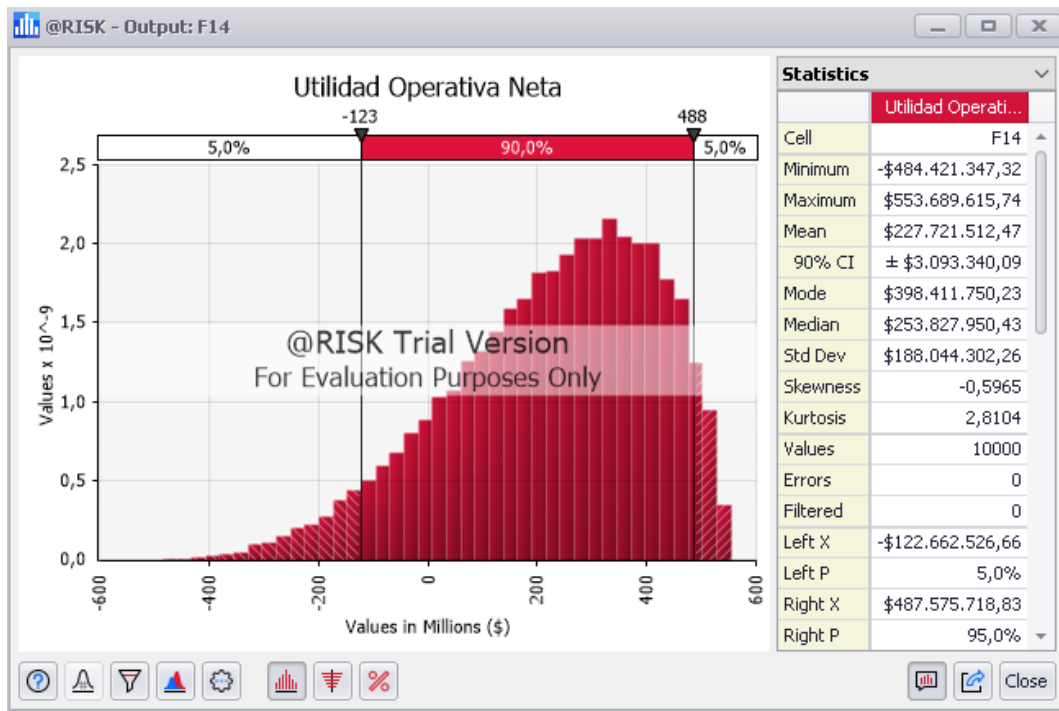 @RISK - Output: F14
Utilidad Operativa Neta
-123 488
5,0% 90,0% 5,0%
2,5
2,0
1,5
1,0
0,5
0,0
Values x 10^-9
-600 -400 -200 0 200 400 600
Values in Millions ($)
@RISK Trial Version
For Evaluation Purposes Only
Statistics
Utilidad Operati...
Cell F14
Minimum -$484.421.347,32
Maximum $553.689.615,74
Mean $227.721.512,47
90% CI ± $3.093.340,09
Mode $398.411.750,23
Median $253.827.950,43
Std Dev $188.044.302,26
Skewness -0,5965
Kurtosis 2,8104
Values 10000
Errors 0
Filtered 0
Left X -$122.662.526,66
Left P 5,0%
Right X $487.575.718,83
Right P 95,0%
Close